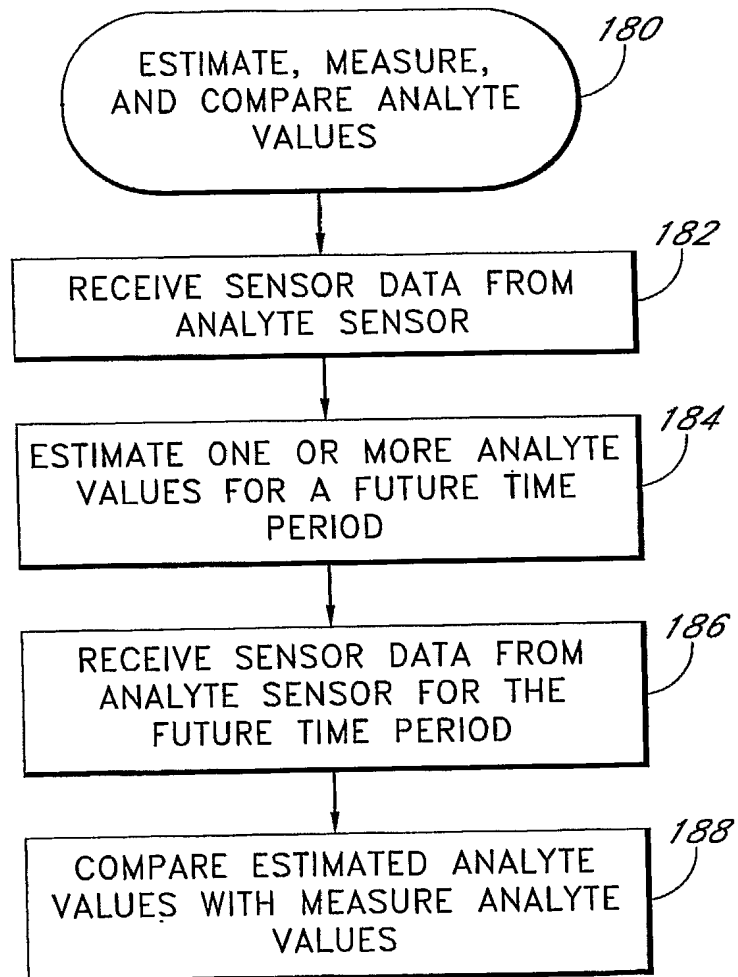 180
ESTIMATE, MEASURE,
AND COMPARE ANALYTE
VALUES
182
RECEIVE SENSOR DATA FROM
ANALYTE SENSOR
184
ESTIMATE ONE OR MORE ANALYTE
VALUES FOR A FUTURE TIME
PERIOD
186
RECEIVE SENSOR DATA FROM
ANALYTE SENSOR FOR THE
FUTURE TIME PERIOD
188
COMPARE ESTIMATED ANALYTE
VALUES WITH MEASURE ANALYTE
VALUES